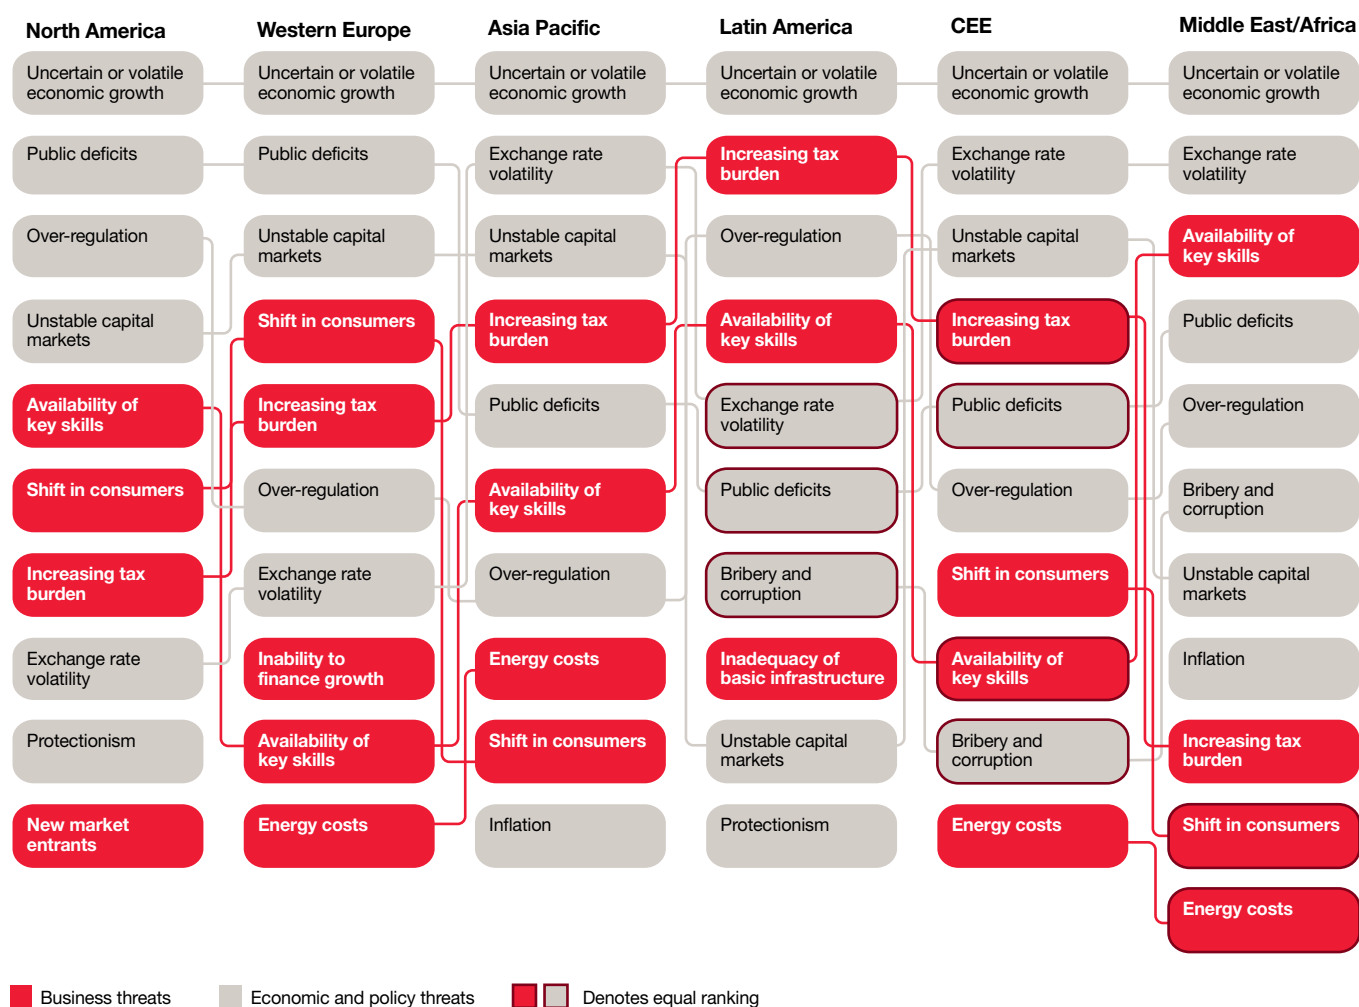 North America
Western Europe
Asia Pacific
Latin America
CEE
Middle East/Africa
Uncertain or volatile
economic growth
Uncertain or volatile
economic growth
Uncertain or volatile
economic growth
Uncertain or volatile
economic growth
Uncertain or volatile
economic growth
Uncertain or volatile
economic growth
Public deficits
Public deficits
Exchange rate
volatility
Increasing tax
burden
Exchange rate
volatility
Exchange rate
volatility
Over-regulation
Unstable capital
markets
Unstable capital
markets
Over-regulation
Unstable capital
markets
Availability of
key skills
Unstable capital
markets
Shift in consumers
Increasing tax
burden
Availability of
key skills
Increasing tax
burden
Public deficits
Availability of
key skills
Increasing tax
burden
Public deficits
Exchange rate
volatility
Public deficits
Over-regulation
Shift in consumers
Over-regulation
Availability of
key skills
Public deficits
Over-regulation
Bribery and
corruption
Increasing tax
burden
Exchange rate
volatility
Over-regulation
Bribery and
corruption
Shift in consumers
Unstable capital
markets
Exchange rate
volatility
Inability to
finance growth
Energy costs
Inadequacy of
basic infrastructure
Availability of
key skills
Inflation
Protectionism
Availability of
key skills
Shift in consumers
Unstable capital
markets
Bribery and
corruption
Increasing tax
burden
New market
entrants
Energy costs
Inflation
Protectionism
Energy costs
Shift in consumers
Energy costs
Business threats
Economic and policy threats
Denotes equal ranking